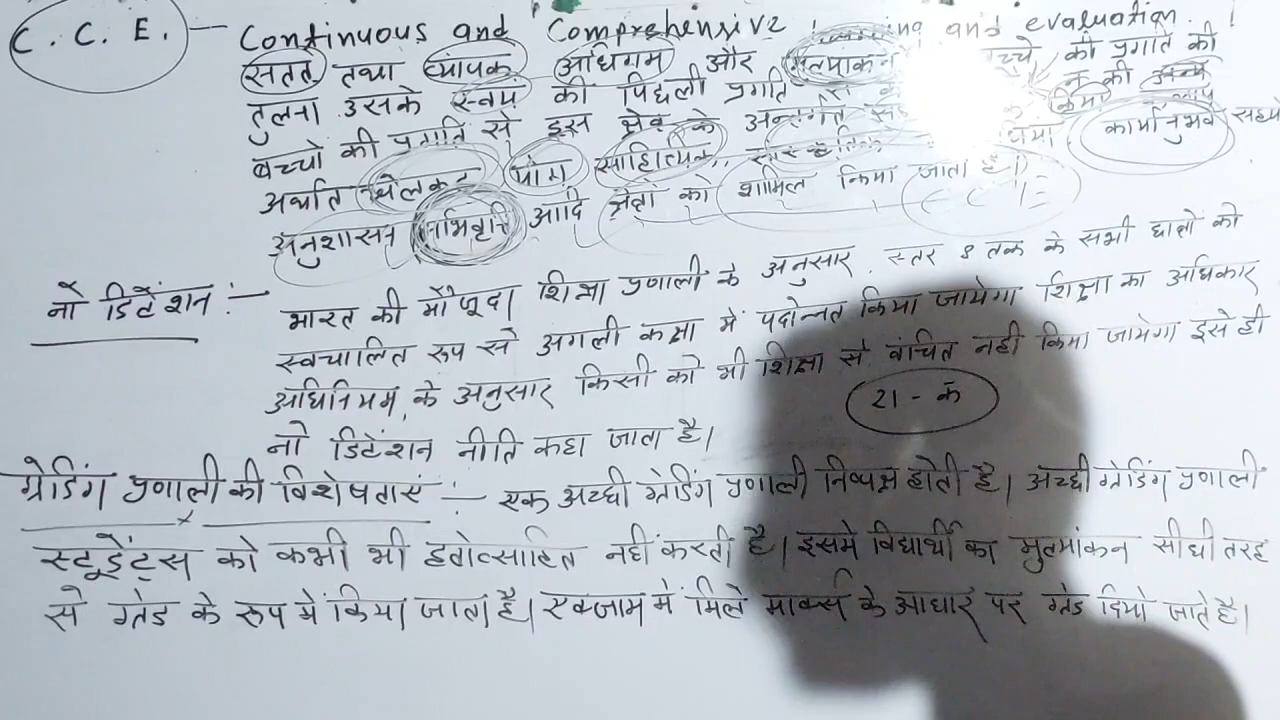 C. C. E. :- Continuous and Comprehensive and evaluation
सतत तथा व्यापक अधिगम और मूल्यांकन की प्रगति की
तुलना उसके स्वयं की पिछली प्रगति से की
बच्चो की प्रगति से इस क्षेत्र के अन्तर्गत क्रिया
अर्थात खेलकूद योग साहित्यिक, सांस्कृतिक कार्यानुभव
अनुशासन अभिवृत्ति आदि क्षेत्रों को शामिल किया जाता है।
नो डिटेंशन :- भारत की मौजूदा शिक्षा प्रणाली के अनुसार, स्तर 8 तक के सभी छात्रों को
स्वचालित रूप से अगली कक्षा में पदोन्नत किया जायेगा शिक्षा का अधिकार
अधिनियम, के अनुसार किसी को भी शिक्षा से वंचित नही किया जायेगा इसे ही
नो डिटेंशन नीति कहा जाता है। 21 - क
ग्रेडिंग प्रणाली की विशेषताएं :- एक अच्छी ग्रेडिंग प्रणाली निष्पक्ष होती है। अच्छी ग्रेडिंग प्रणाली
स्टूडेंट्स को कभी भी हतोत्साहित नहीं करती है। इसमे विद्यार्थी का मुल्यांकन सीधी तरह
से ग्रेड के रूप में किया जाता है। एक्जाम मे मिले मार्क्स के आधार पर ग्रेड दिये जाते है।